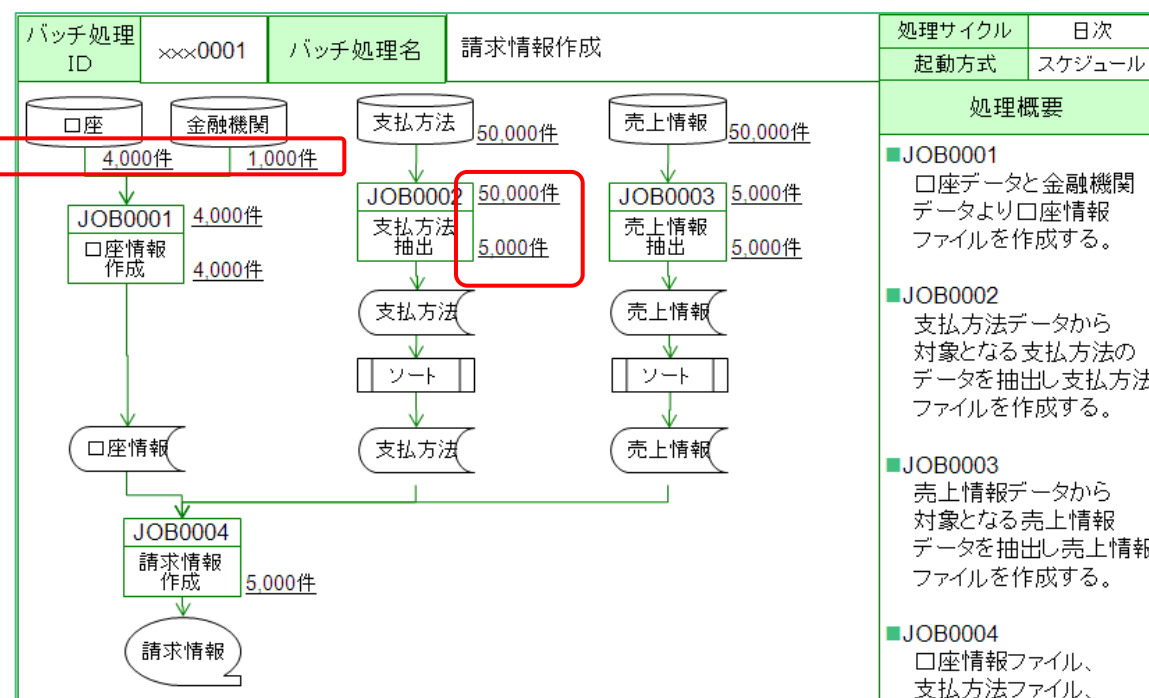 バッチ処理
ID
xxx0001
バッチ処理名
請求情報作成
処理サイクル
日次
起動方式
スケジュール
処理概要
口座
金融機関
支払方法
50,000件
売上情報
50,000件
4,000件
1,000件
JOB0001
4,000件
口座情報
作成
4,000件
JOB0002
50,000件
支払方法
抽出
5,000件
JOB0003
5,000件
売上情報
抽出
5,000件
支払方法
売上情報
ソート
ソート
口座情報
支払方法
売上情報
JOB0004
請求情報
作成
5,000件
請求情報
■JOB0001
口座データと金融機関
データより口座情報
ファイルを作成する。
■JOB0002
支払方法データから
対象となる支払方法の
データを抽出し支払方法
ファイルを作成する。
■JOB0003
売上情報データから
対象となる売上情報
データを抽出し売上情報
ファイルを作成する。
■JOB0004
口座情報ファイル、
支払方法ファイル、